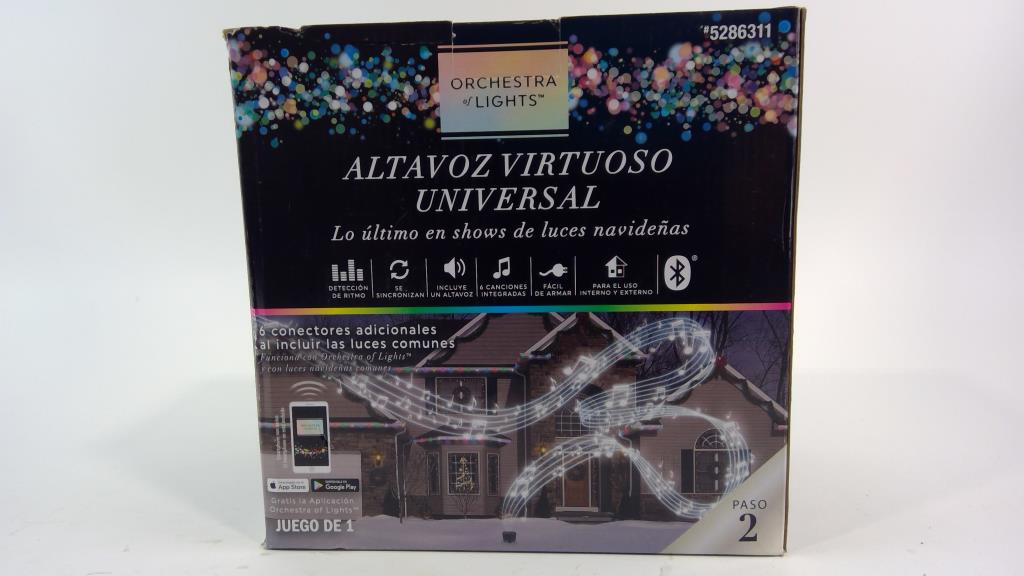 #5286311
ORCHESTRA
of LIGHTS™
ALTAVOZ VIRTUOSO
UNIVERSAL
Lo último en shows de luces navideñas
DETECCIÓN
DE RITMO
SE
SINCRONIZAN
INCLUYE
UN ALTAVOZ
6 CANCIONES
INTEGRADAS
FÁCIL
DE ARMAR
PARA EL USO
INTERNO Y EXTERNO
®
6 conectores adicionales
al incluir las luces comunes
Funciona con Orchestra of Lights™
y con luces navideñas comunes
ORCHESTRA
App Store
Google Play
Gratis la Aplicación
Orchestra of Lights™
JUEGO DE 1
PASO
2